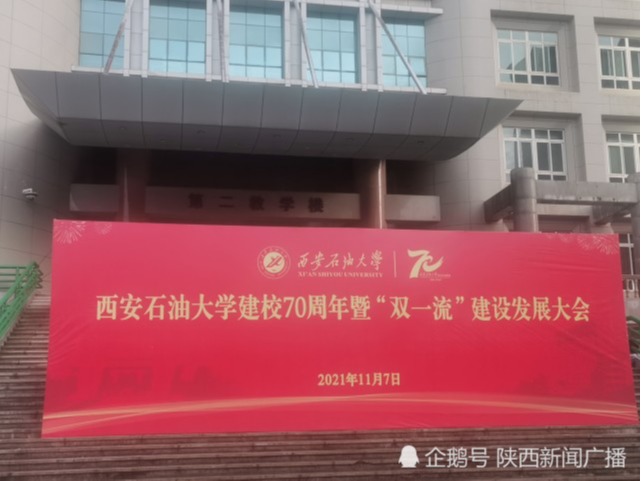 第二教学楼
西安石油大学
XI'AN SHIYOU UNIVERSITY
70
西安石油大学建校70周年暨“双一流”建设发展大会
2021年11月7日
企鹅号 陕西新闻广播